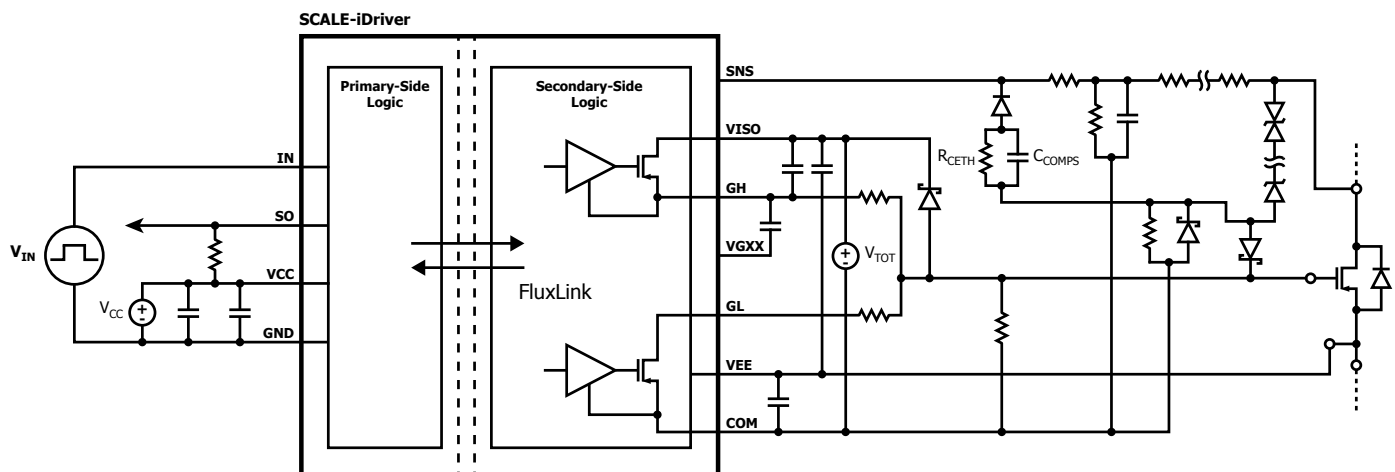 SCALE-iDriver
Primary-Side
Logic
Secondary-Side
Logic
SNS
VISO
IN
RCETH
CCOMPS
GH
SO
VIN
VGXX
VTOT
VCC
FluxLink
VCC
GL
GND
VEE
COM
+
-
+
-